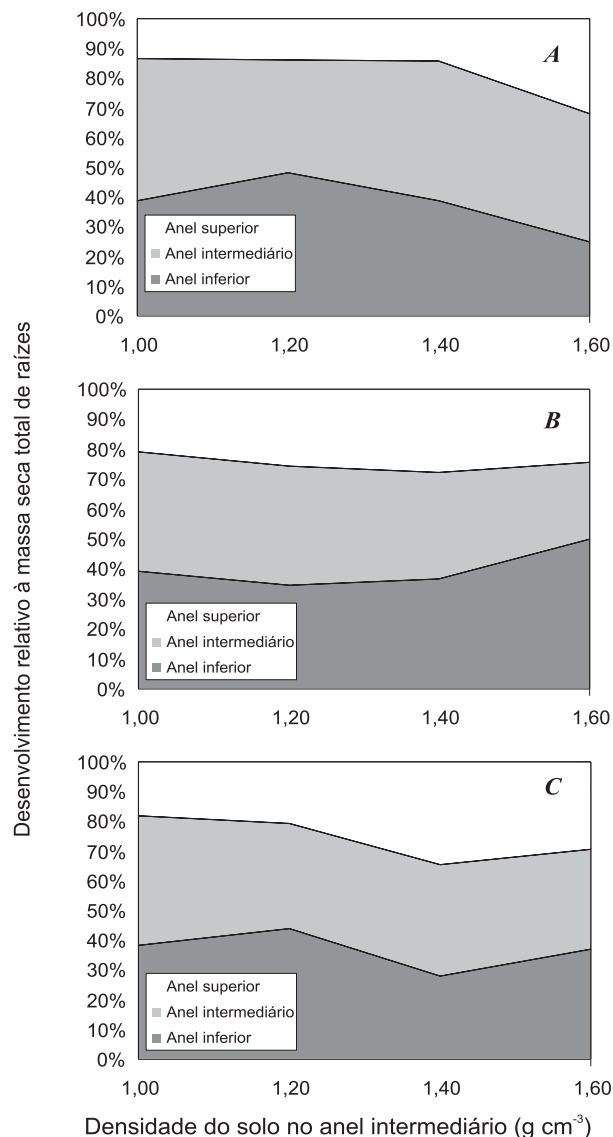 Desenvolvimento relativo à massa seca total de raízes
100%
90%
80%
70%
60%
50%
40%
30%
20%
10%
0%
A
Anel superior
Anel intermediário
Anel inferior
1,00 1,20 1,40 1,60
100%
90%
80%
70%
60%
50%
40%
30%
20%
10%
0%
B
Anel superior
Anel intermediário
Anel inferior
1,00 1,20 1,40 1,60
100%
90%
80%
70%
60%
50%
40%
30%
20%
10%
0%
C
Anel superior
Anel intermediário
Anel inferior
1,00 1,20 1,40 1,60
Densidade do solo no anel intermediário (g cm⁻³)